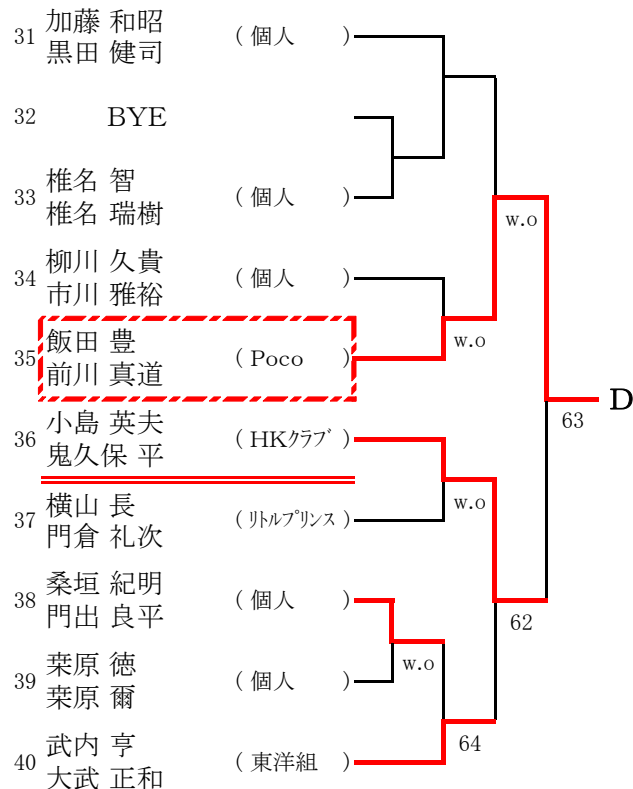 31 加藤 和昭 ( 個人 )
黒田 健司
32 BYE
33 椎名 智 ( 個人 )
椎名 瑞樹
w.o
34 柳川 久貴 ( 個人 )
市川 雅裕
35 飯田 豊 ( Poco )
前川 真道
w.o
63 D
36 小島 英夫 ( HKクラブ )
鬼久保 平
w.o
37 横山 長 ( リトルプリンス )
門倉 礼次
38 桑垣 紀明 ( 個人 )
門出 良平
62
w.o
39 桒原 徳 ( 個人 )
桒原 爾
40 武内 亨 ( 東洋組 )
大武 正和
64